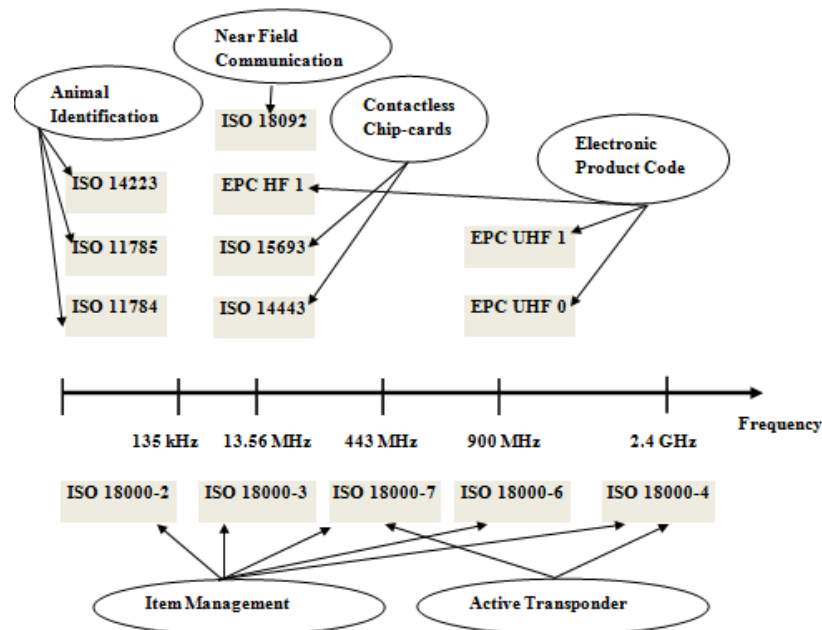 Near Field
Communication
Animal
Identification
Contactless
Chip-cards
Electronic
Product Code
ISO 18092
ISO 14223
EPC HF 1
ISO 11785
ISO 15693
EPC UHF 1
ISO 11784
ISO 14443
EPC UHF 0
Frequency
135 kHz
13.56 MHz
443 MHz
900 MHz
2.4 GHz
ISO 18000-2
ISO 18000-3
ISO 18000-7
ISO 18000-6
ISO 18000-4
Item Management
Active Transponder